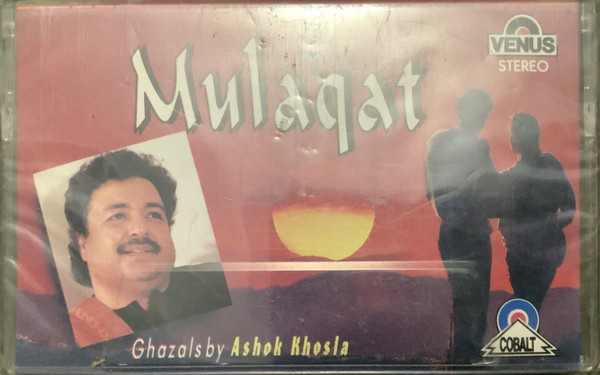 Mulaqat
VENUS
STEREO
Ghazals by Ashok Khosla
COBALT